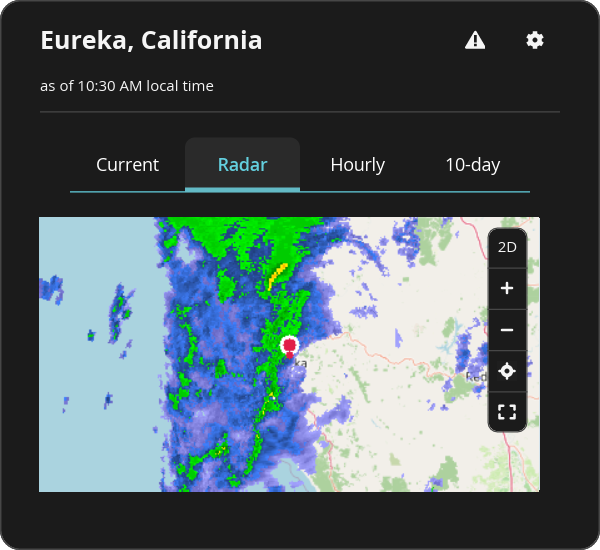 Eureka, California
as of 10:30 AM local time
Current Radar Hourly 10-day
2D